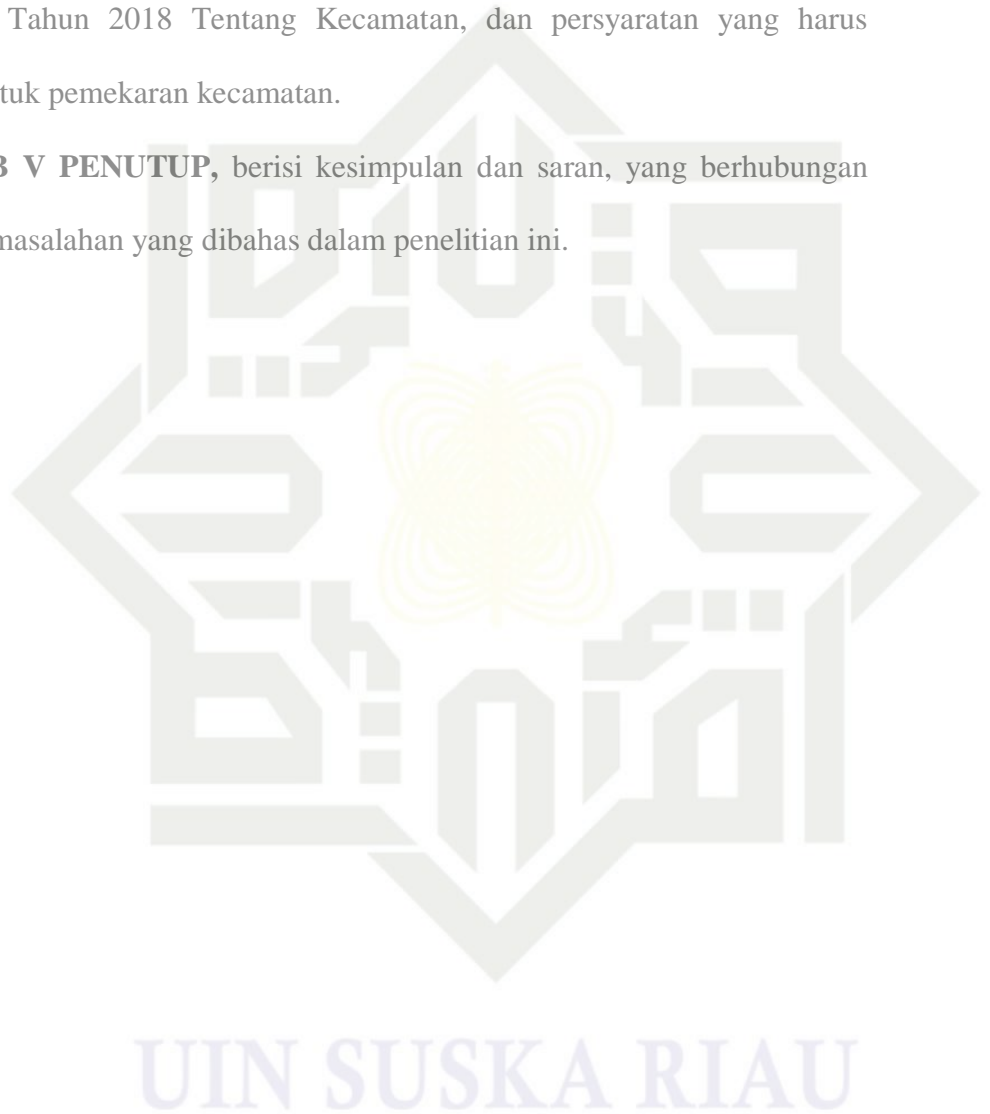 Tahun 2018 Tentang Kecamatan, dan persyaratan yang harus
tuk pemekaran kecamatan.
B V PENUTUP, berisi kesimpulan dan saran, yang berhubungan
masalahan yang dibahas dalam penelitian ini.
UIN SUSKA RIAU